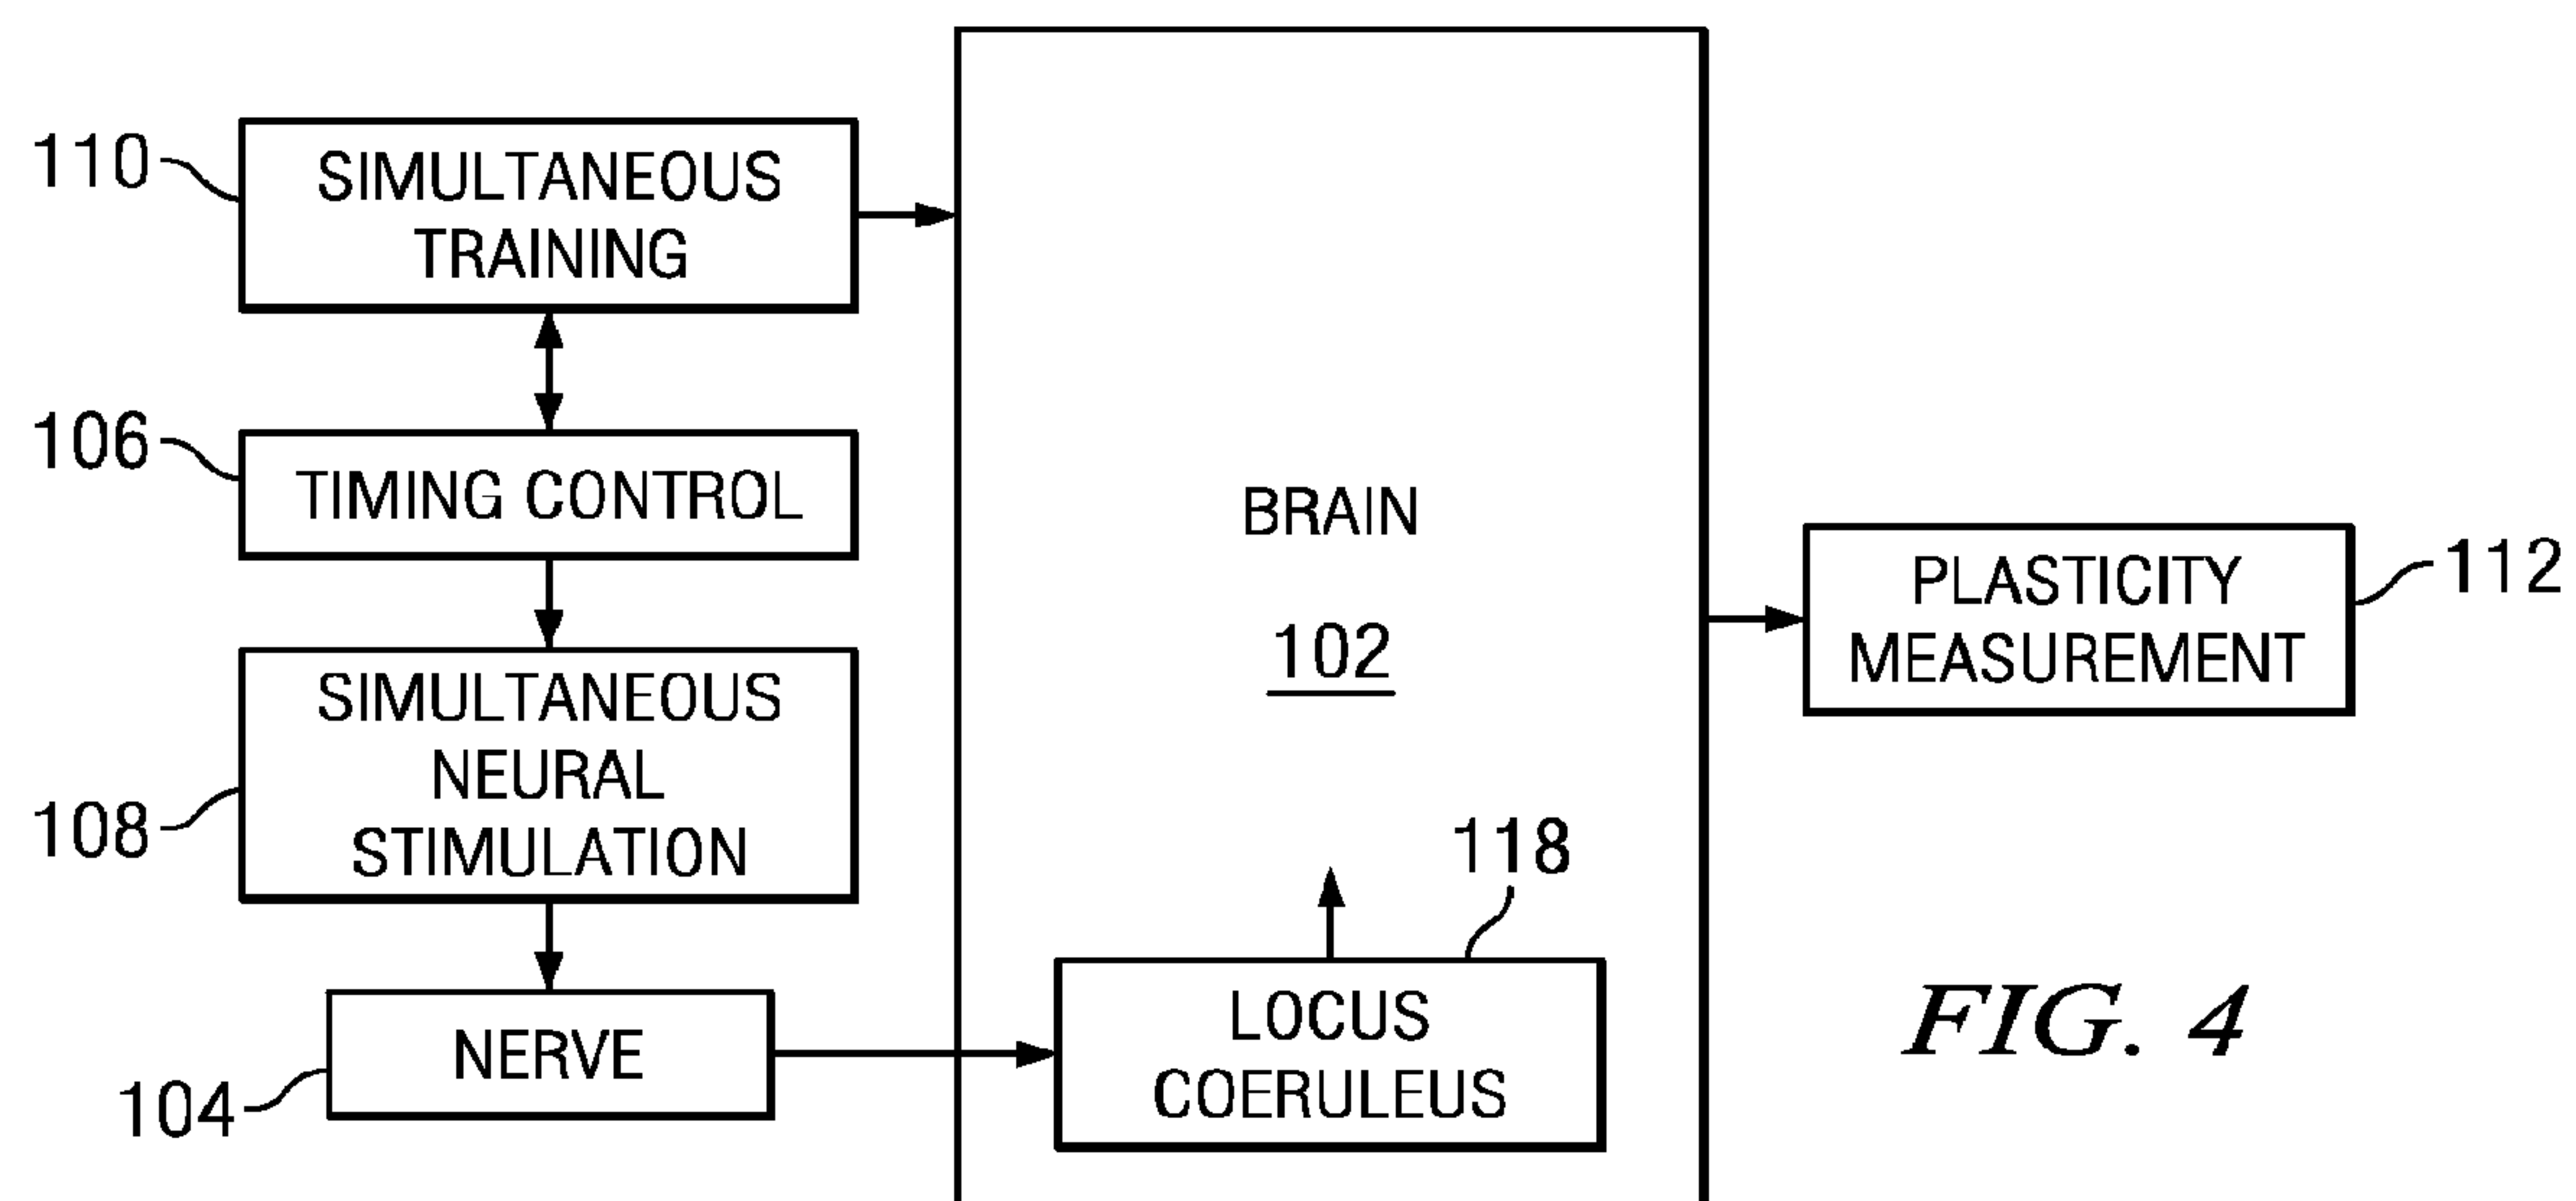 110
SIMULTANEOUS
TRAINING
106
TIMING CONTROL
108
SIMULTANEOUS
NEURAL
STIMULATION
104
NERVE
BRAIN
102
118
LOCUS
COERULEUS
PLASTICITY
MEASUREMENT
112
FIG. 4